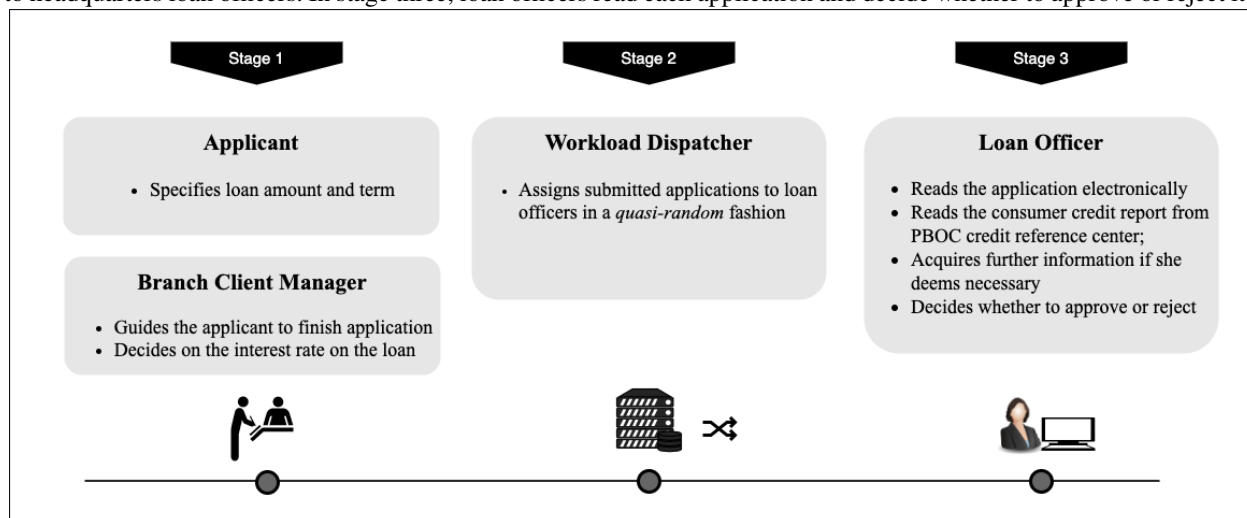 to headquarters loan officers. In stage three, loan officers read each application and decide whether to approve or reject it.
Stage 1
Stage 2
Stage 3
Applicant
• Specifies loan amount and term
Branch Client Manager
• Guides the applicant to finish application
• Decides on the interest rate on the loan
Workload Dispatcher
• Assigns submitted applications to loan
officers in a quasi-random fashion
Loan Officer
• Reads the application electronically
• Reads the consumer credit report from
PBOC credit reference center;
• Acquires further information if she
deems necessary
• Decides whether to approve or reject